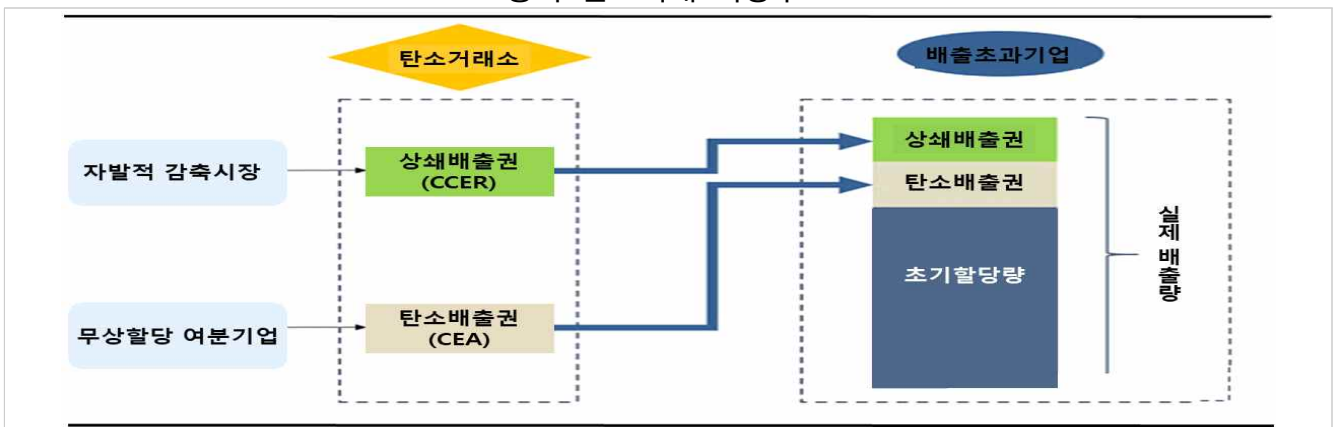 탄소거래소
배출초과기업
자발적 감축시장
상쇄배출권
(CCER)
무상할당 여분기업
탄소배출권
(CEA)
상쇄배출권
탄소배출권
초기할당량
실제 배출량